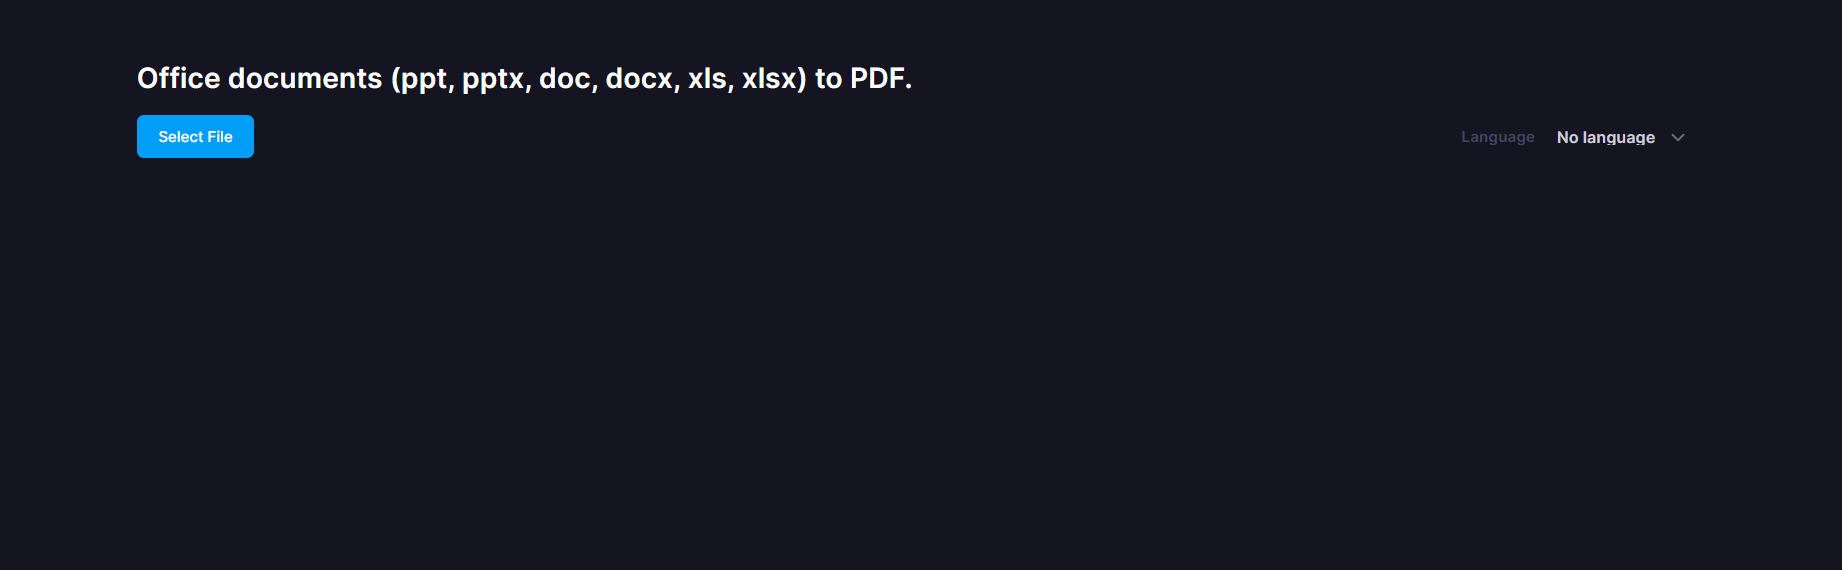 Office documents (ppt, pptx, doc, docx, xls, xlsx) to PDF.
Select File
Language No language